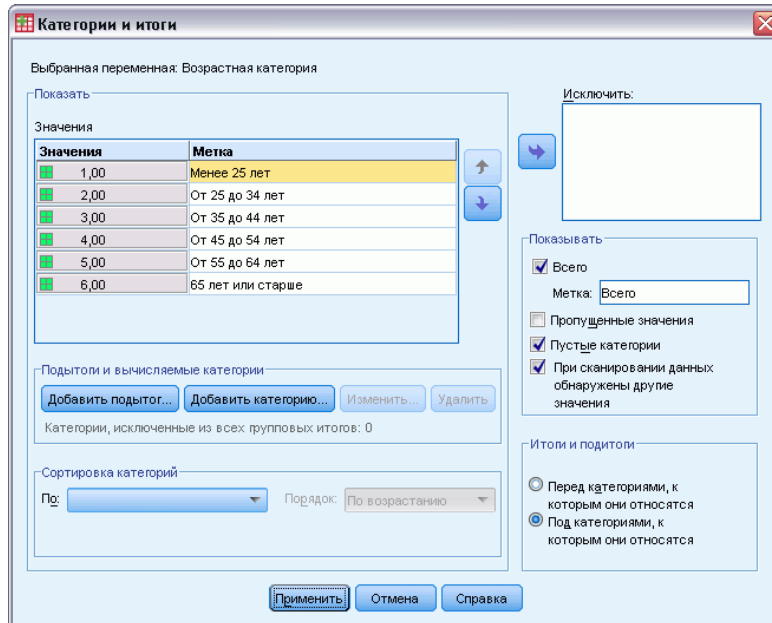 Категории и итоги
Выбранная переменная: Возрастная категория
Показать
Значения
Значения Метка
1,00 Менее 25 лет
2,00 От 25 до 34 лет
3,00 От 35 до 44 лет
4,00 От 45 до 54 лет
5,00 От 55 до 64 лет
6,00 65 лет или старше
Подытоги и вычисляемые категории
Добавить подытог... Добавить категорию... Изменить... Удалить
Категории, исключенные из всех групповых итогов: 0
Сортировка категорий
По: Порядок: По возрастанию
Исключить:
Показывать
Всего
Метка: Всего
Пропущенные значения
Пустые категории
При сканировании данных
обнаружены другие
значения
Итоги и подитоги
Перед категориями, к
которым они относятся
Под категориями, к
которым они относятся
Применить Отмена Справка